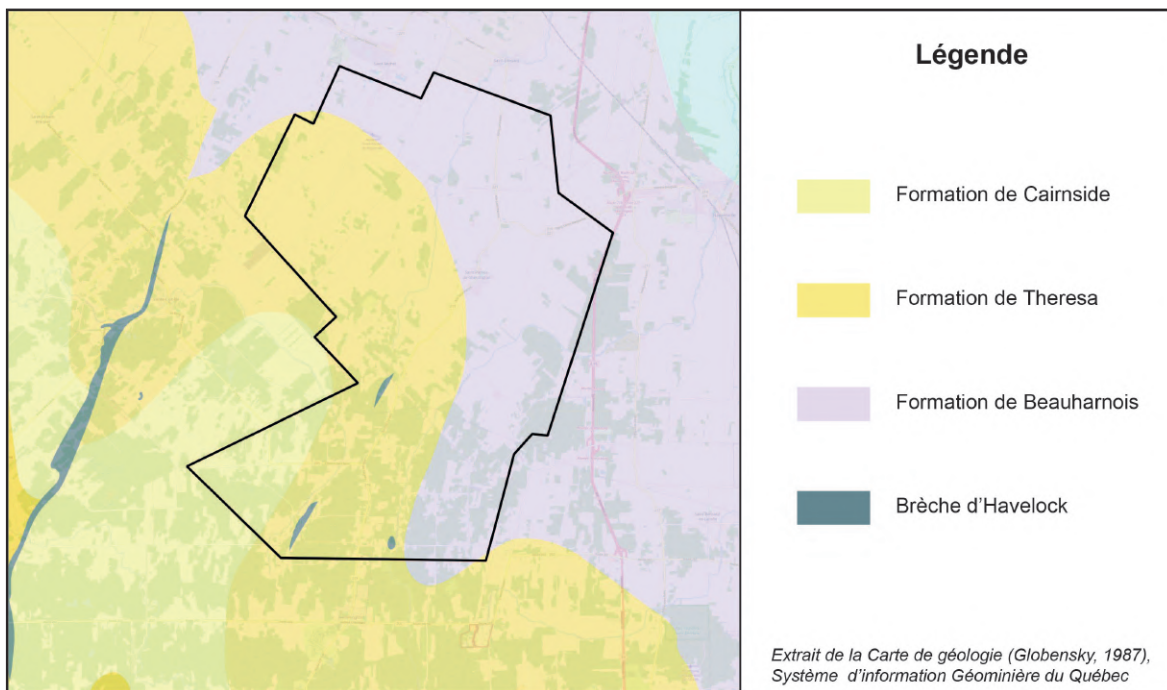 Légende
Formation de Cairnside
Formation de Theresa
Formation de Beauharnois
Brèche d'Havelock
Extrait de la Carte de géologie (Globensky, 1987),
Système d'information Géominière du Québec